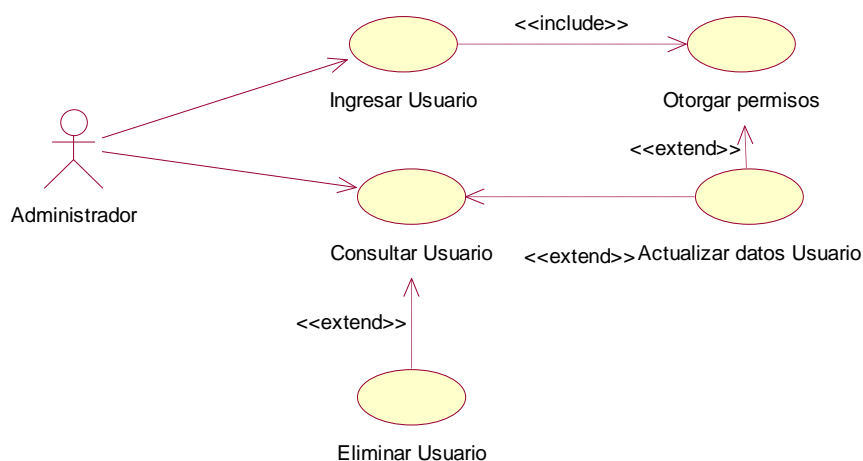 <<include>>
Ingresar Usuario
Otorgar permisos
<<extend>>
Administrador
Consultar Usuario
<<extend>>
Actualizar datos Usuario
<<extend>>
Eliminar Usuario